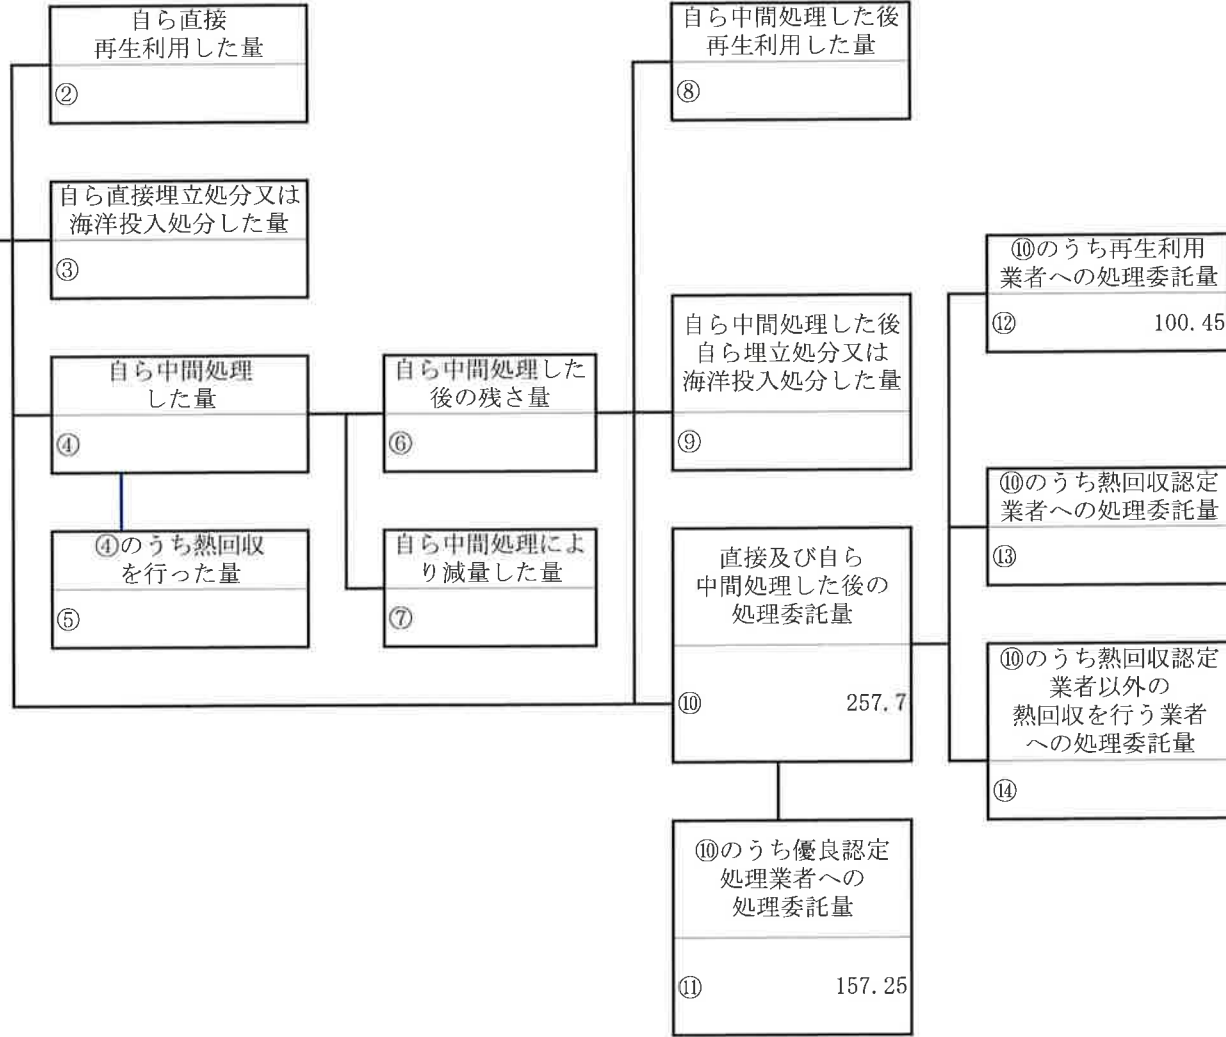 自ら直接
再生利用した量
②
自ら直接埋立処分又は
海洋投入処分した量
③
自ら中間処理
した量
④
④のうち熱回収
を行った量
⑤
自ら中間処理した
後の残さ量
⑥
自ら中間処理によ
り減量した量
⑦
自ら中間処理した後
再生利用した量
⑧
自ら中間処理した後
自ら埋立処分又は
海洋投入処分した量
⑨
直接及び自ら
中間処理した後の
処理委託量
⑩ 257.7
⑩のうち優良認定
処理業者への
処理委託量
⑪ 157.25
⑩のうち再生利用
業者への処理委託量
⑫ 100.45
⑩のうち熱回収認定
業者への処理委託量
⑬
⑩のうち熱回収認定
業者以外の
熱回収を行う業者
への処理委託量
⑭